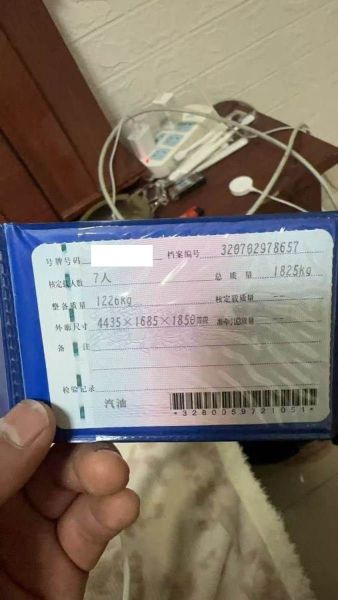 号牌号码 档案编号 320702978657
核定载人数 7人 总质量 1825kg
整备质量 1226kg 核定载质量 --
外廓尺寸 4435×1685×1850mm 准牵引总质量 --
备注
检验记录
汽油
*3280059721051*